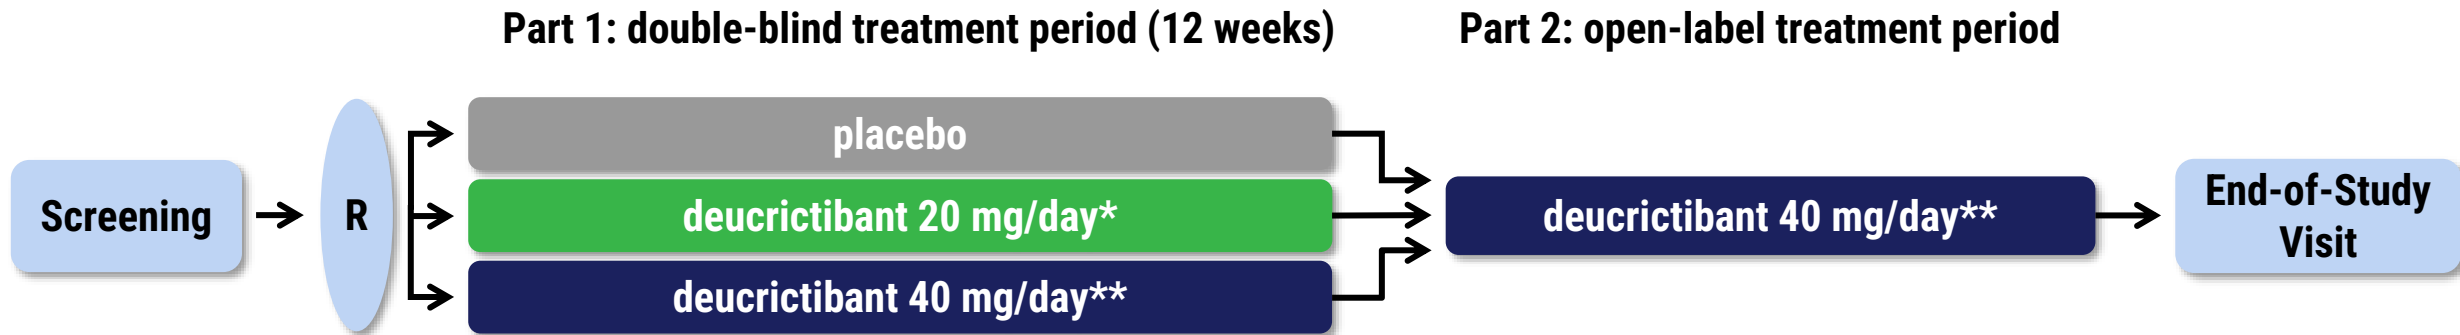 Part 1: double-blind treatment period (12 weeks)
Part 2: open-label treatment period
Screening
R
placebo
deucrictibant 20 mg/day*
deucrictibant 40 mg/day**
deucrictibant 40 mg/day**
End-of-Study
Visit